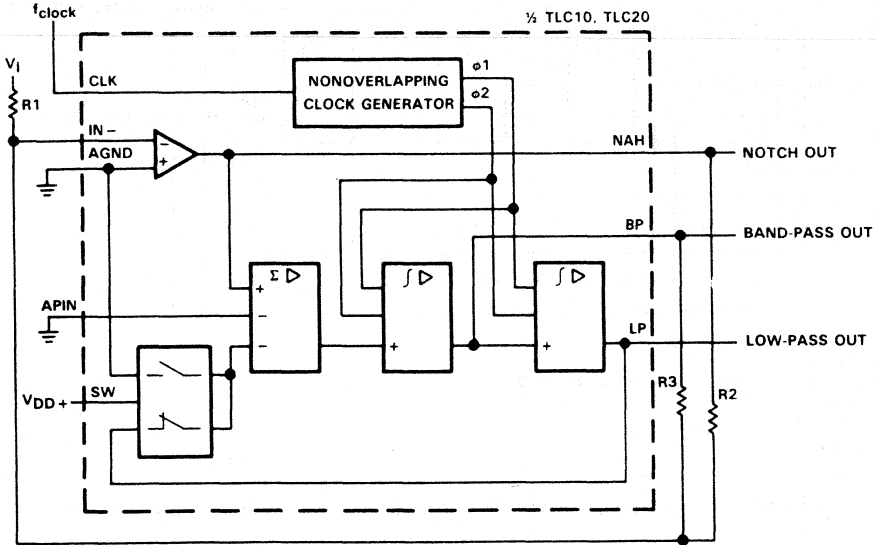 fclock
½ TLC10, TLC20
Vi
CLK
NONOVERLAPPING
CLOCK GENERATOR
φ1
φ2
R1
IN −
AGND
−
+
NAH
NOTCH OUT
BP
BAND-PASS OUT
Σ ▷
∫ ▷
∫ ▷
+
APIN
−
−
+
+
LP
LOW-PASS OUT
VDD +
SW
R3
R2